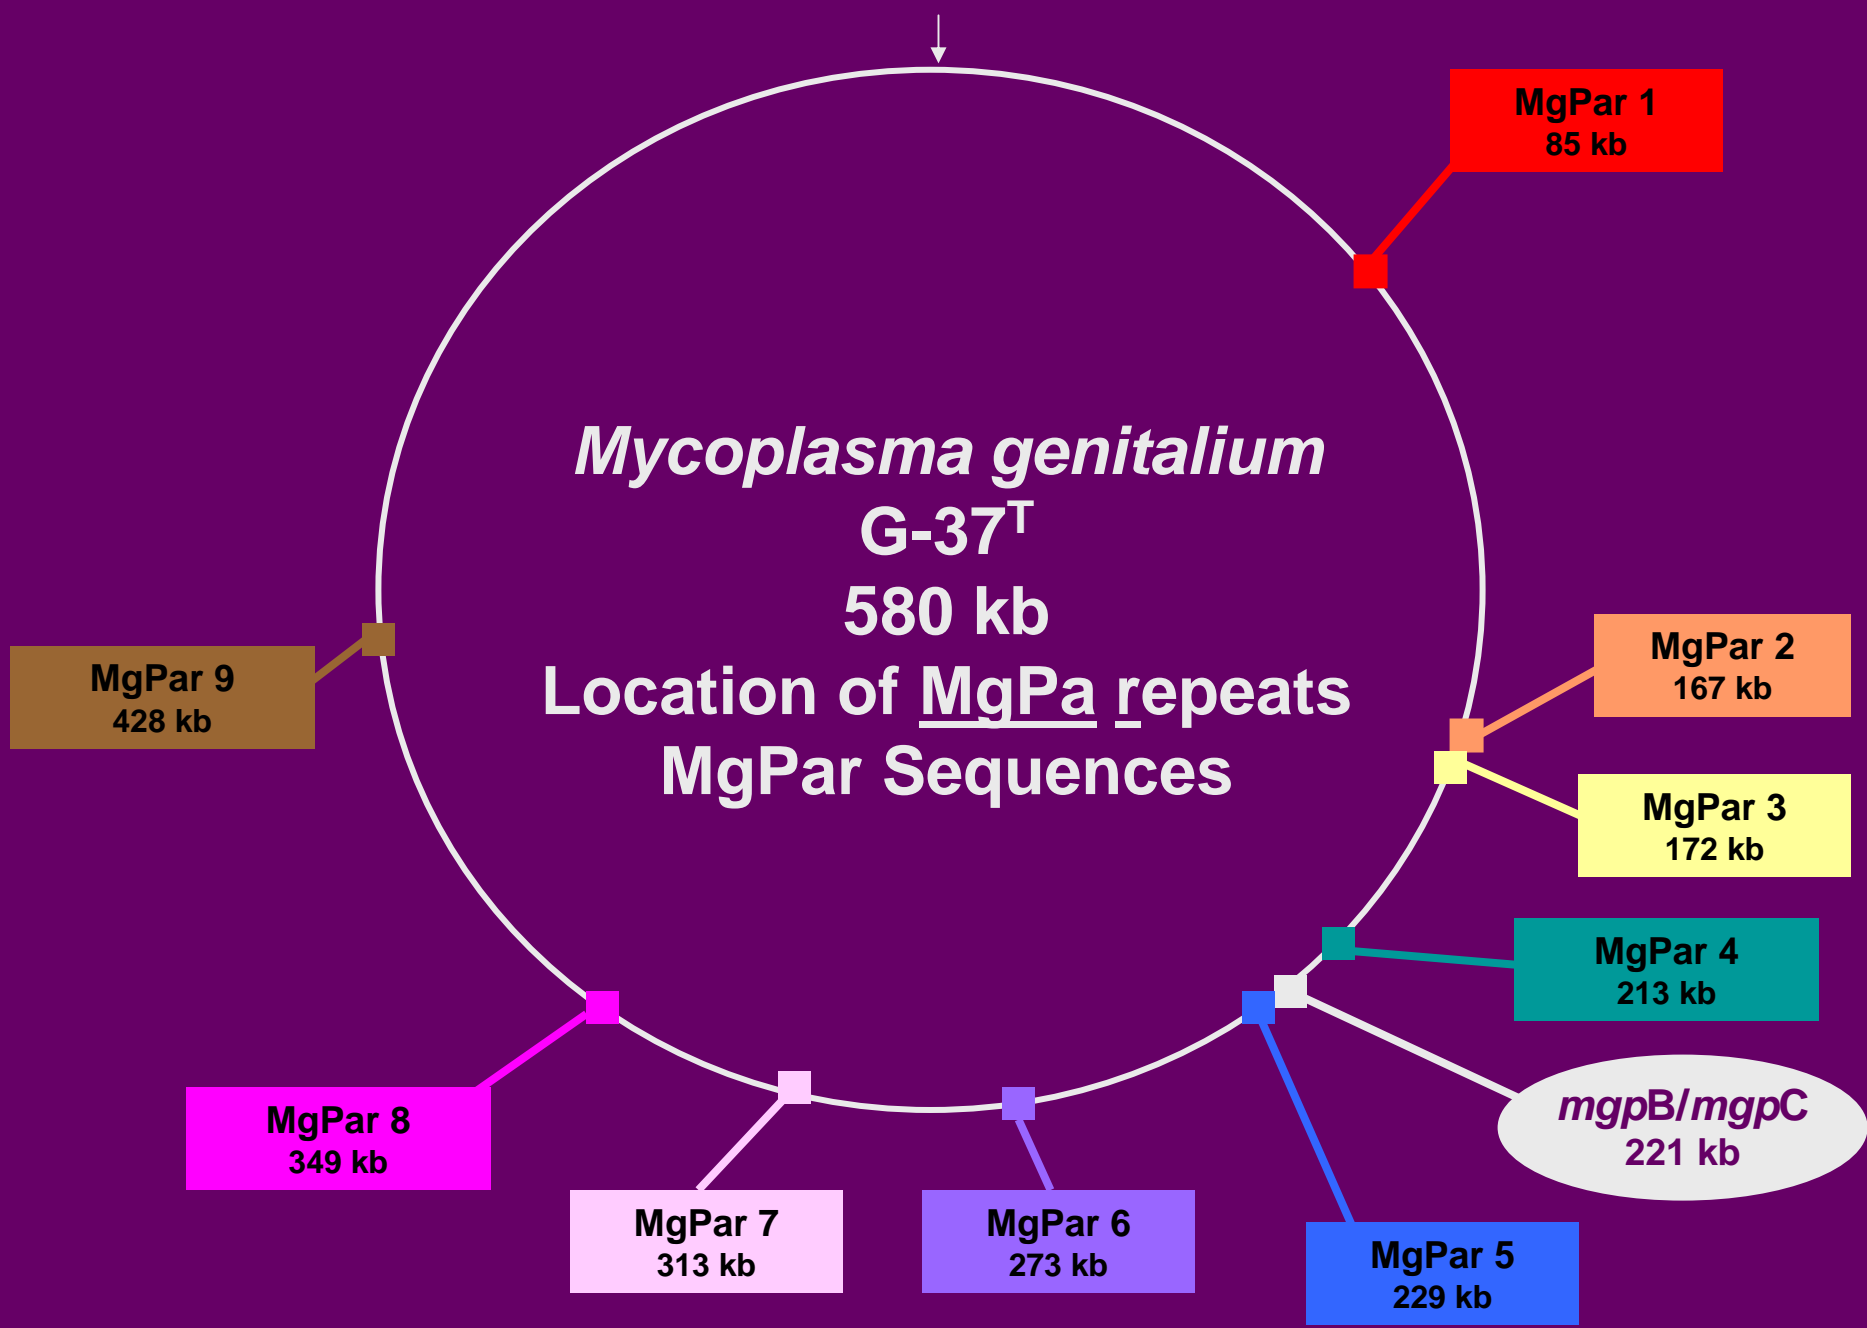 MgPar 1
85 kb
Mycoplasma genitalium
G-37ᵀ
580 kb
Location of MgPa repeats
MgPar Sequences
MgPar 2
167 kb
MgPar 3
172 kb
MgPar 4
213 kb
mgpB/mgpC
221 kb
MgPar 5
229 kb
MgPar 6
273 kb
MgPar 7
313 kb
MgPar 8
349 kb
MgPar 9
428 kb